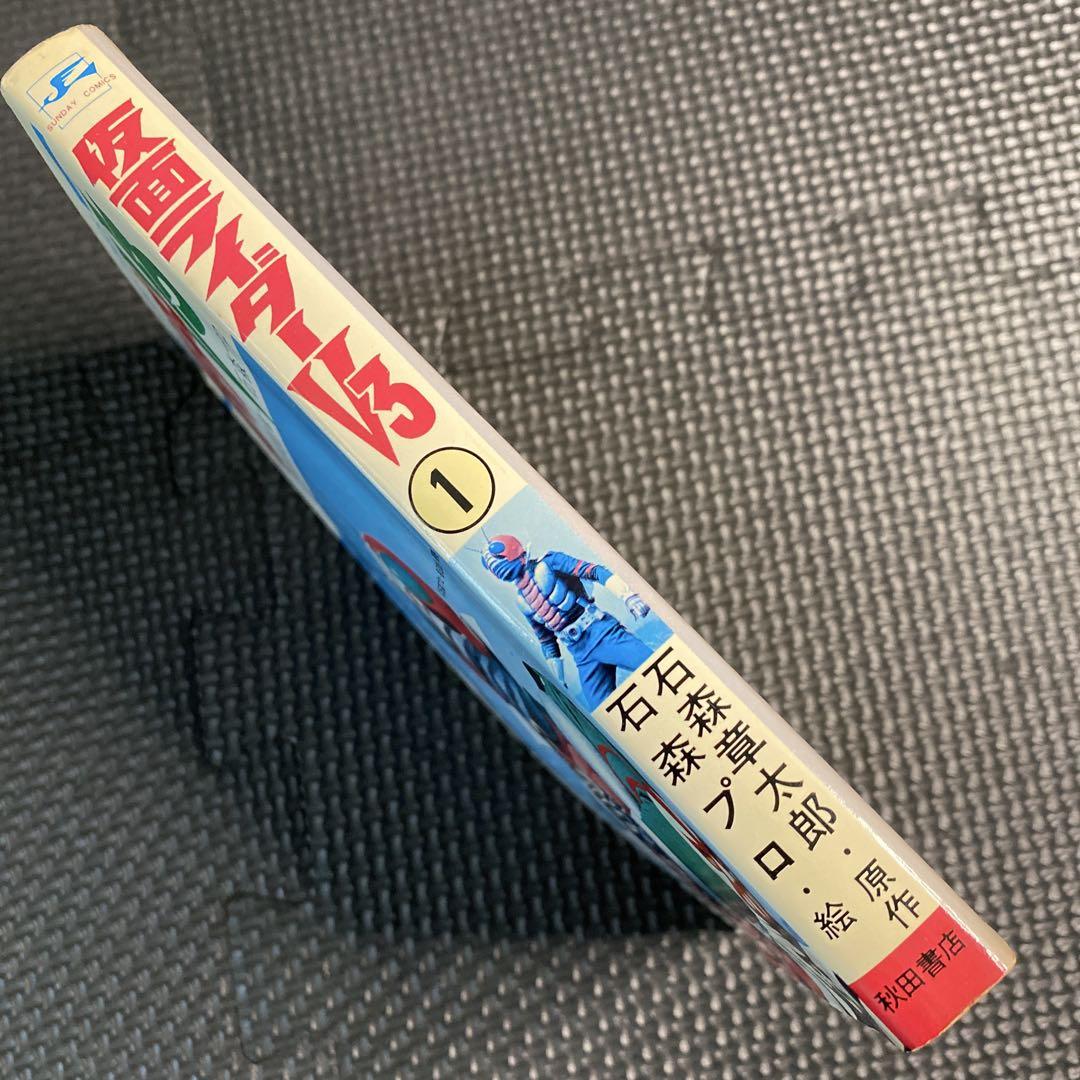 SUNDAY COMICS
仮面ライダーV3
1
石森章太郎・原作
石森プロ・絵
秋田書店